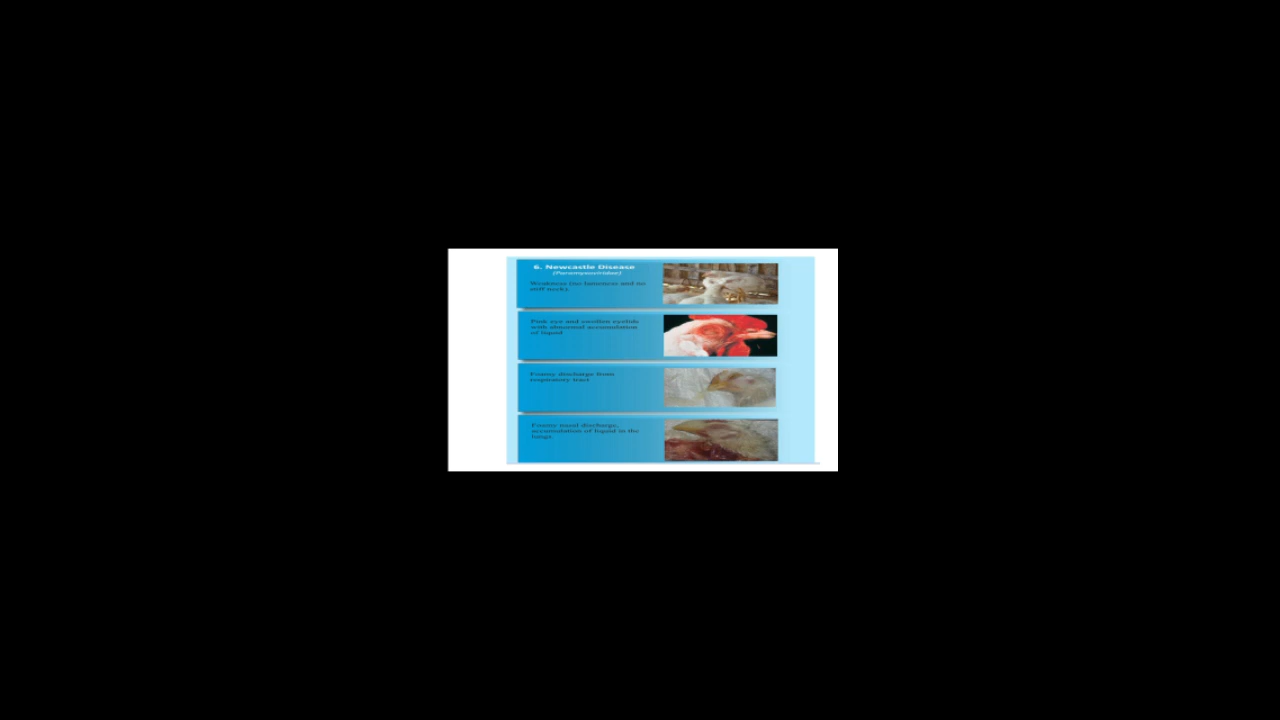 6. Newcastle Disease
(Paramyxoviridae)
Weakness (no lameness and no
stiff neck).
Pink eye and swollen eyelids
with abnormal accumulation
of liquid
Foamy discharge from
respiratory tract
Foamy nasal discharge,
accumulation of liquid in the
lungs.